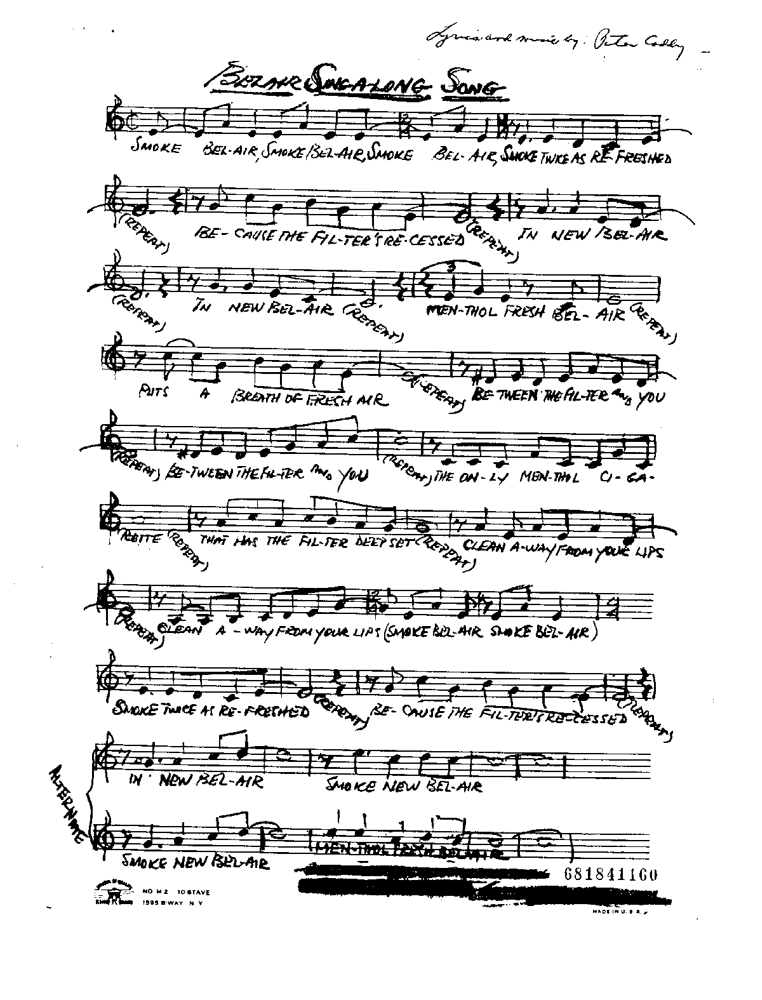 Lyrics and music by: Peter
BELAIR SINGALONG SONG
SMOKE BEL-AIR, SMOKE BEL-AIR, SMOKE BEL-AIR, SMOKE TWICE AS RE-FRESHED
(REPEAT) BE-CAUSE THE FIL-TER'S RE-CESSED (REPEAT) IN NEW BEL-AIR
(REPEAT) IN NEW BEL-AIR (REPEAT) 3 MEN-THOL FRESH BEL-AIR (REPEAT)
PUTS A BREATH OF FRESH AIR (REPEAT) BE-TWEEN THE FIL-TER AND YOU
(REPEAT) BE-TWEEN THE FIL-TER AND YOU (REPEAT) THE ON-LY MEN-THOL CI-GA-
RETTE (REPEAT) THAT HAS THE FIL-TER DEEP SET (REPEAT) CLEAN A-WAY FROM YOUR LIPS
(REPEAT) CLEAN A-WAY FROM YOUR LIPS (SMOKE BEL-AIR SMOKE BEL-AIR)
SMOKE TWICE AS RE-FRESHED (REPEAT) BE-CAUSE THE FIL-TER'S RE-CESSED (REPEAT)
IN NEW BEL-AIR SMOKE NEW BEL-AIR
ALTERNATE
SMOKE NEW BEL-AIR MEN-THOL FRESH BEL-AIR
681841160
NO M 2 10 STAVE
1595 B'WAY N Y
MADE IN U. S. A.